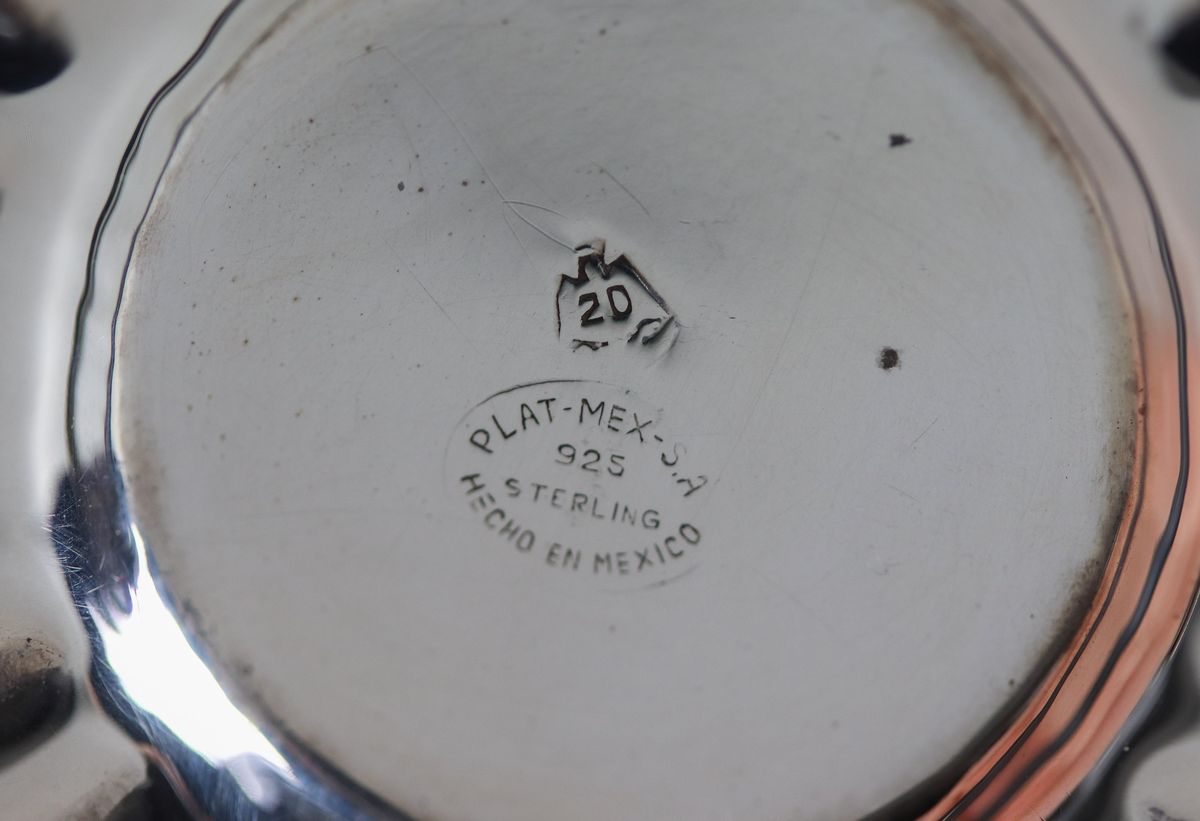 20
PLAT-MEX-S.A
925
STERLING
HECHO EN MEXICO